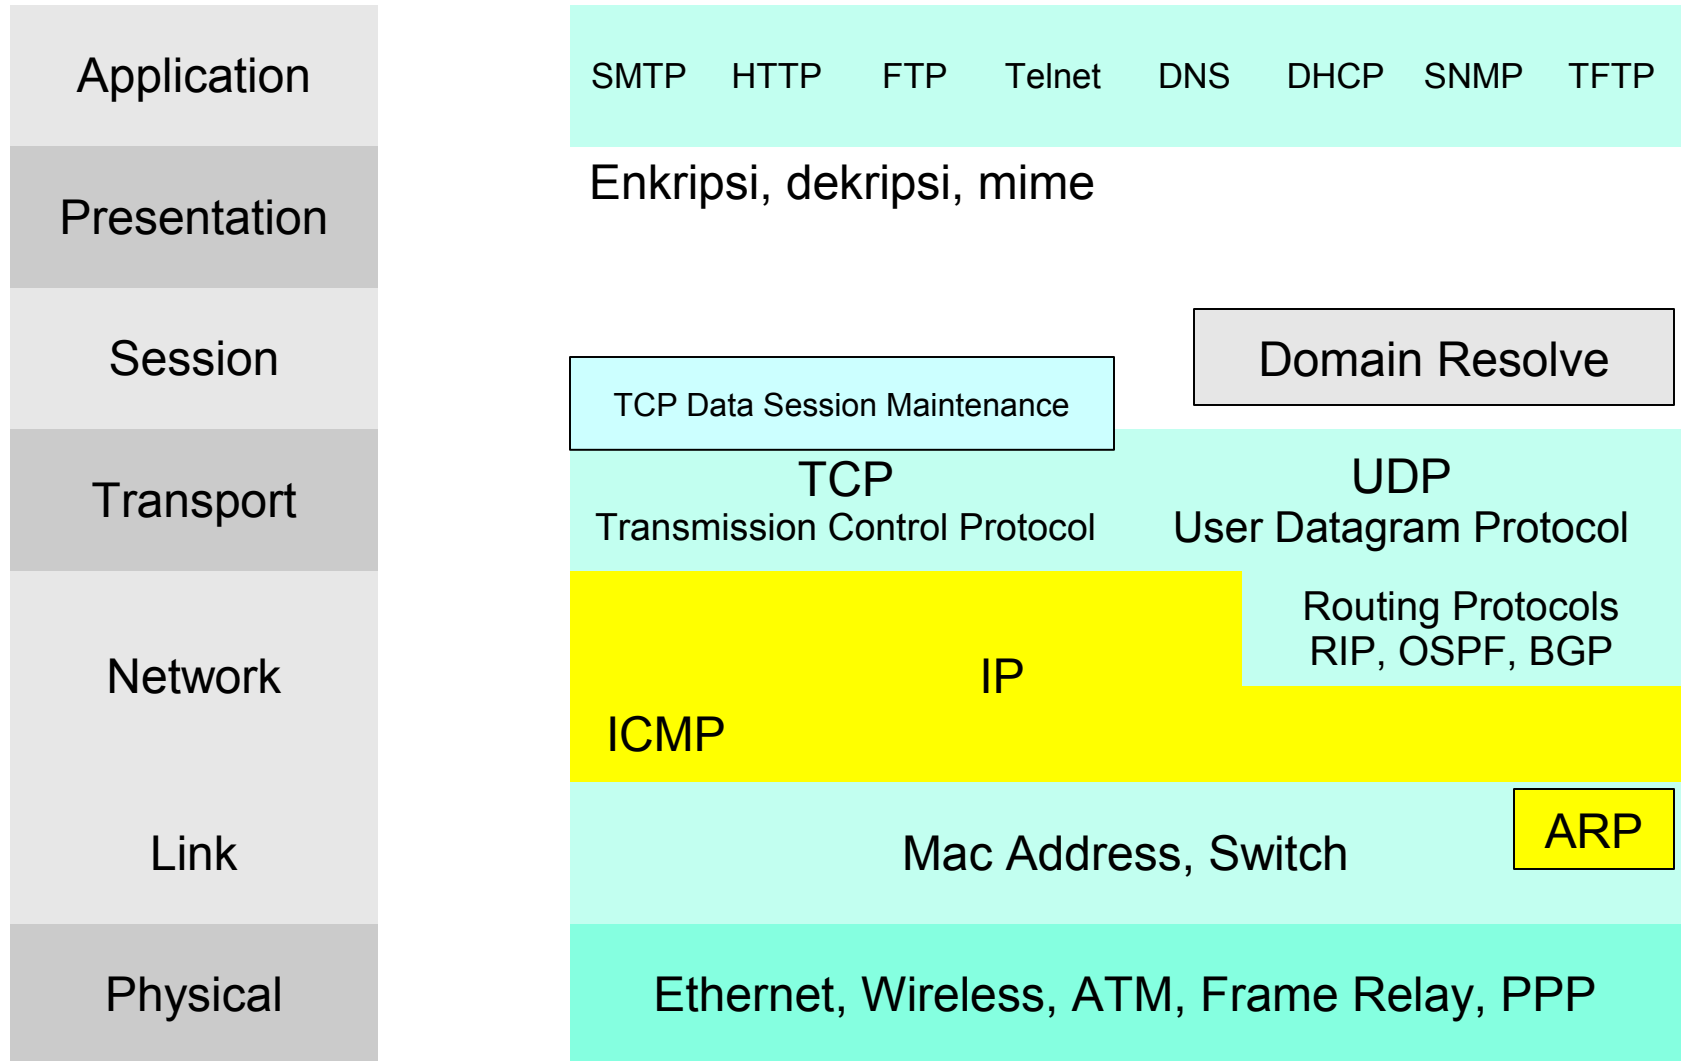 Application
SMTP HTTP FTP Telnet DNS DHCP SNMP TFTP
Presentation
Enkripsi, dekripsi, mime
Session
Domain Resolve
TCP Data Session Maintenance
Transport
TCP
Transmission Control Protocol
UDP
User Datagram Protocol
Network
IP
ICMP
Routing Protocols
RIP, OSPF, BGP
Link
Mac Address, Switch
ARP
Physical
Ethernet, Wireless, ATM, Frame Relay, PPP